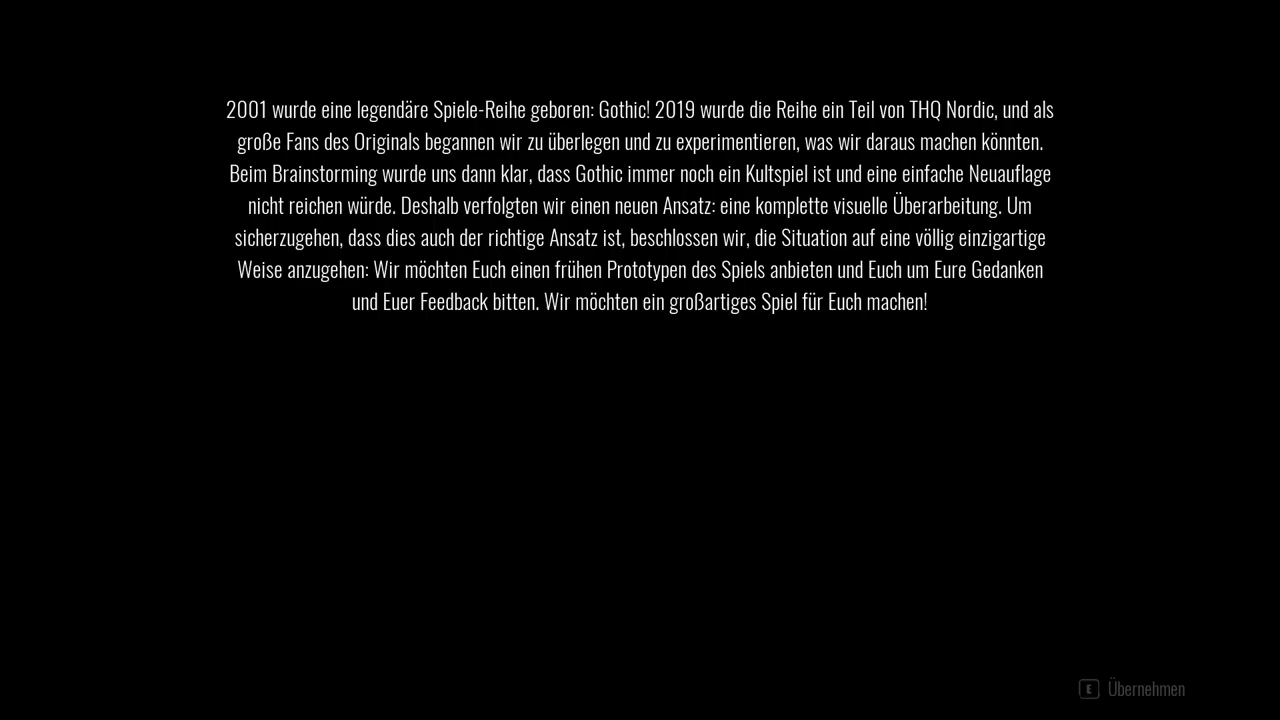 2001 wurde eine legendäre Spiele-Reihe geboren: Gothic! 2019 wurde die Reihe ein Teil von THQ Nordic, und als
große Fans des Originals begannen wir zu überlegen und zu experimentieren, was wir daraus machen könnten.
Beim Brainstorming wurde uns dann klar, dass Gothic immer noch ein Kultspiel ist und eine einfache Neuauflage
nicht reichen würde. Deshalb verfolgten wir einen neuen Ansatz: eine komplette visuelle Überarbeitung. Um
sicherzugehen, dass dies auch der richtige Ansatz ist, beschlossen wir, die Situation auf eine völlig einzigartige
Weise anzugehen: Wir möchten Euch einen frühen Prototypen des Spiels anbieten und Euch um Eure Gedanken
und Euer Feedback bitten. Wir möchten ein großartiges Spiel für Euch machen!
E Übernehmen